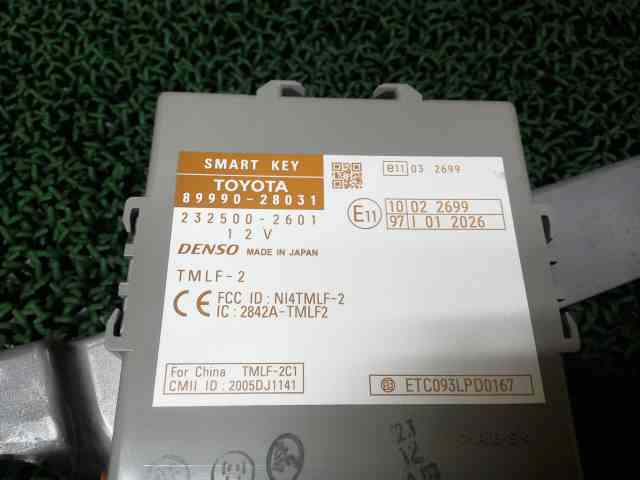 SMART KEY
TOYOTA
89990-28031
232500-2601
12V
DENSO MADE IN JAPAN
TMLF-2
CE FCC ID : NI4TMLF-2
IC : 2842A-TMLF2
For China TMLF-2C1
CMII ID : 2005DJ1141
e11 03 2699
E11 10 02 2699
97 I 01 2026
ETC093LPD0167